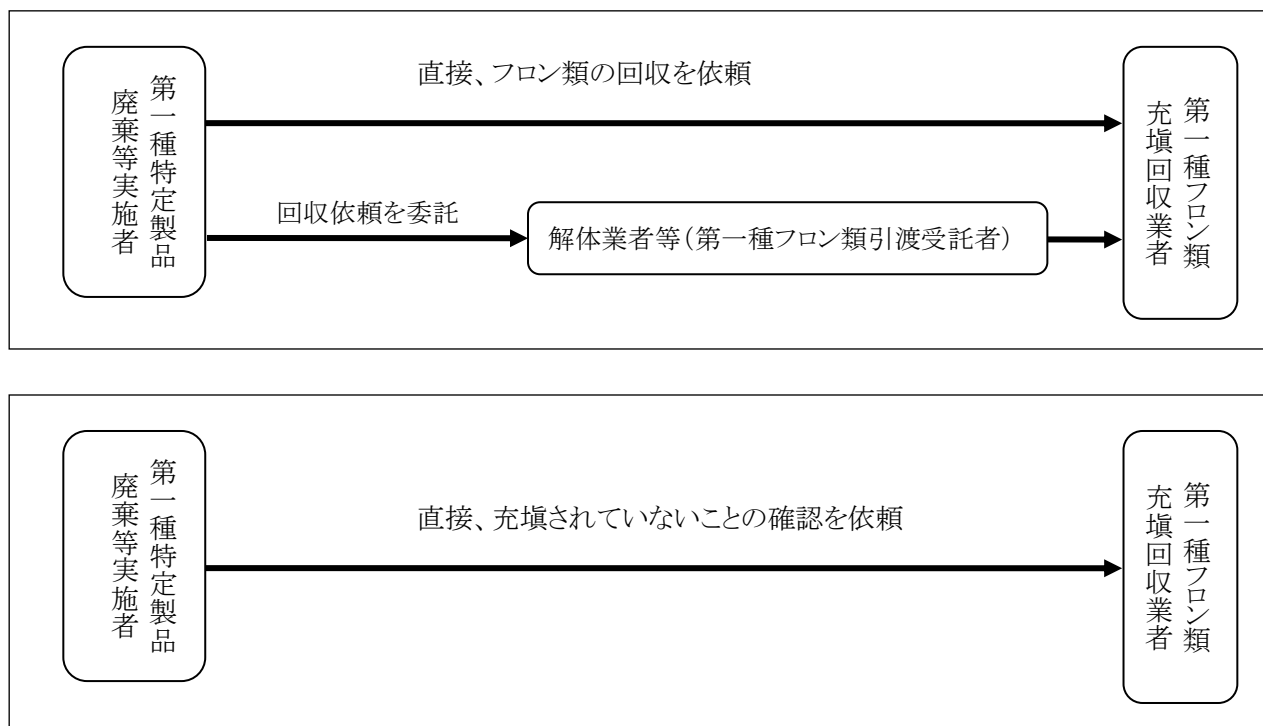 第一種特定製品
廃棄等実施者
直接、フロン類の回収を依頼
回収依頼を委託
解体業者等(第一種フロン類引渡受託者)
第一種フロン類
充塡回収業者
第一種特定製品
廃棄等実施者
直接、充塡されていないことの確認を依頼
第一種フロン類
充塡回収業者